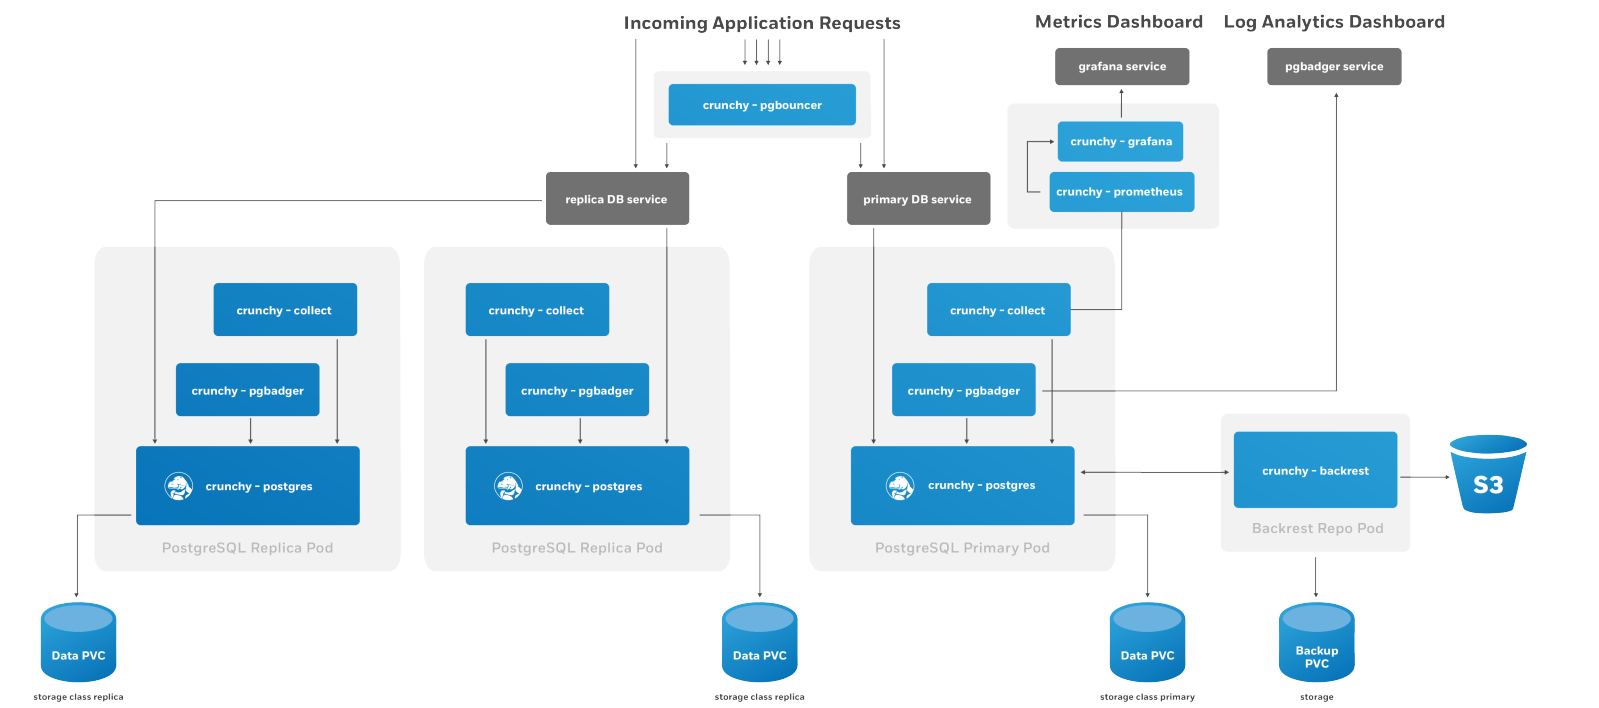 Incoming Application Requests
Metrics Dashboard
Log Analytics Dashboard
grafana service
pgbadger service
crunchy - pgbouncer
crunchy - grafana
crunchy - prometheus
replica DB service
primary DB service
crunchy - collect
crunchy - collect
crunchy - collect
crunchy - pgbadger
crunchy - pgbadger
crunchy - pgbadger
crunchy - postgres
crunchy - postgres
crunchy - postgres
crunchy - backrest
S3
PostgreSQL Replica Pod
PostgreSQL Replica Pod
PostgreSQL Primary Pod
Backrest Repo Pod
Data PVC
Data PVC
Data PVC
Backup
PVC
storage class replica
storage class replica
storage class primary
storage